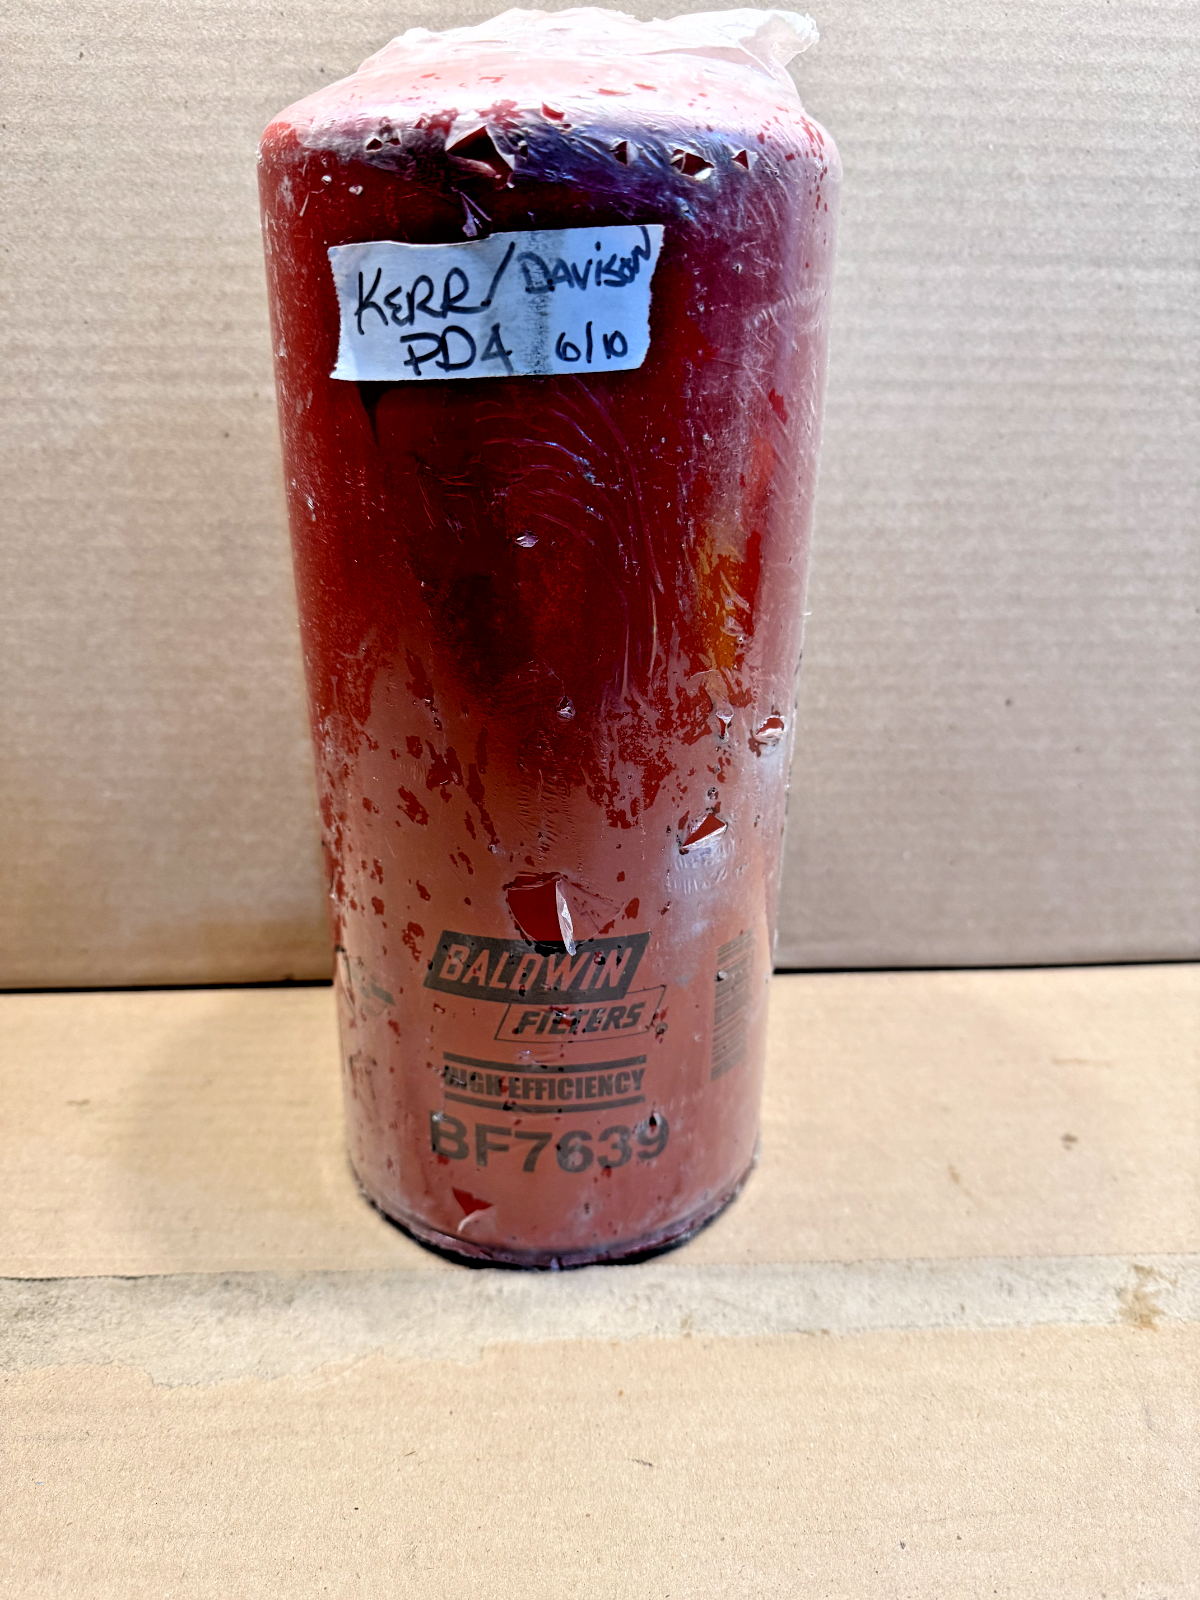 KERR/DAVISON
PD4 6/10
BALDWIN
FILTERS
HIGH EFFICIENCY
BF7639